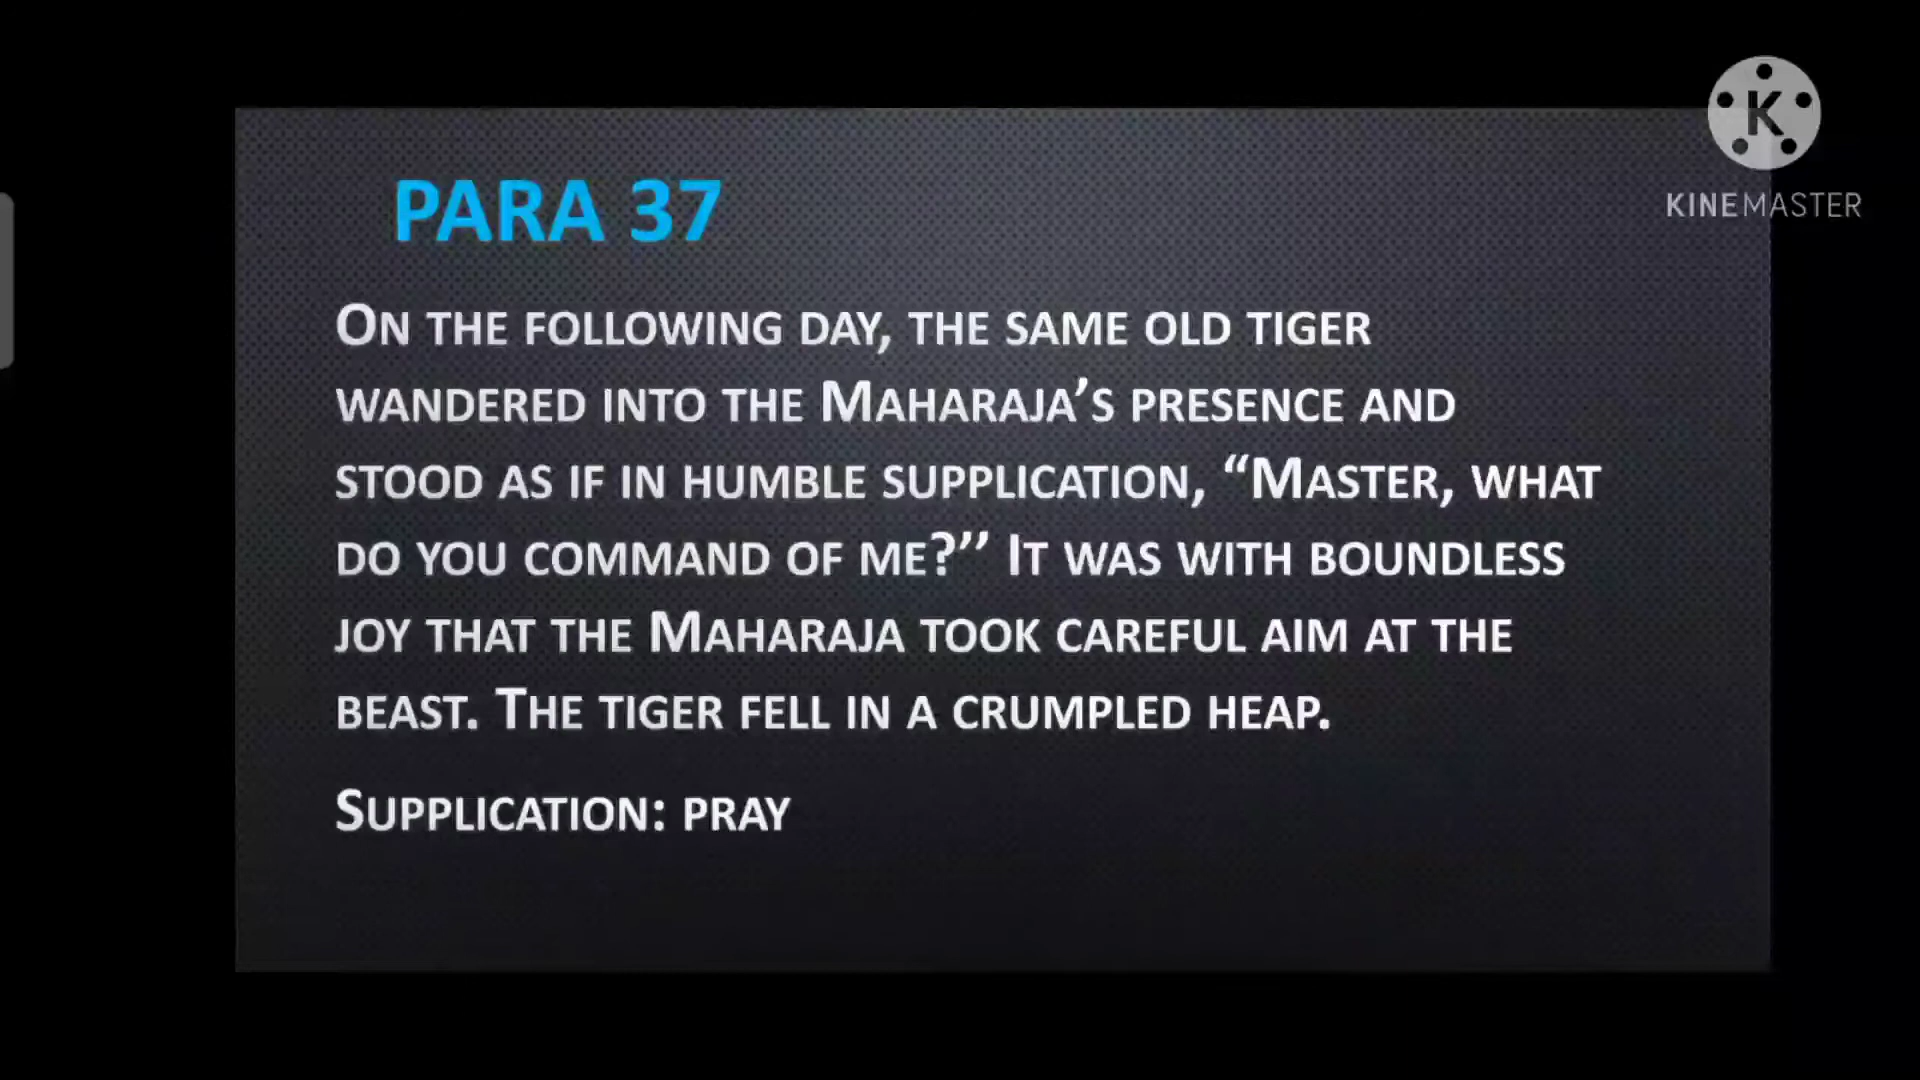 K
KINEMASTER
PARA 37
ON THE FOLLOWING DAY, THE SAME OLD TIGER
WANDERED INTO THE MAHARAJA’S PRESENCE AND
STOOD AS IF IN HUMBLE SUPPLICATION, “MASTER, WHAT
DO YOU COMMAND OF ME?’’ IT WAS WITH BOUNDLESS
JOY THAT THE MAHARAJA TOOK CAREFUL AIM AT THE
BEAST. THE TIGER FELL IN A CRUMPLED HEAP.
SUPPLICATION: PRAY